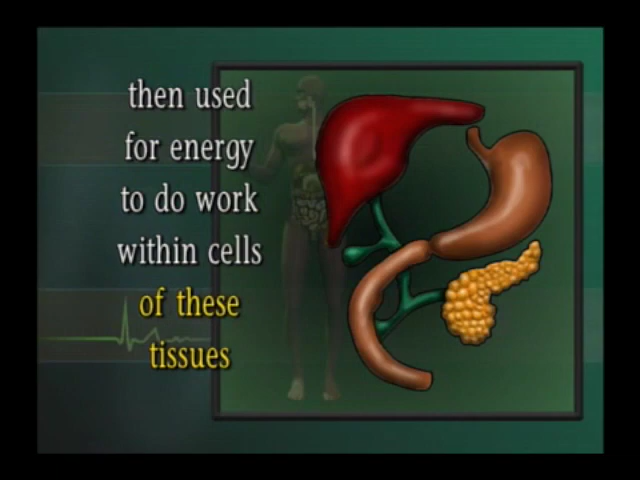 then used
for energy
to do work
within cells
of these
tissues